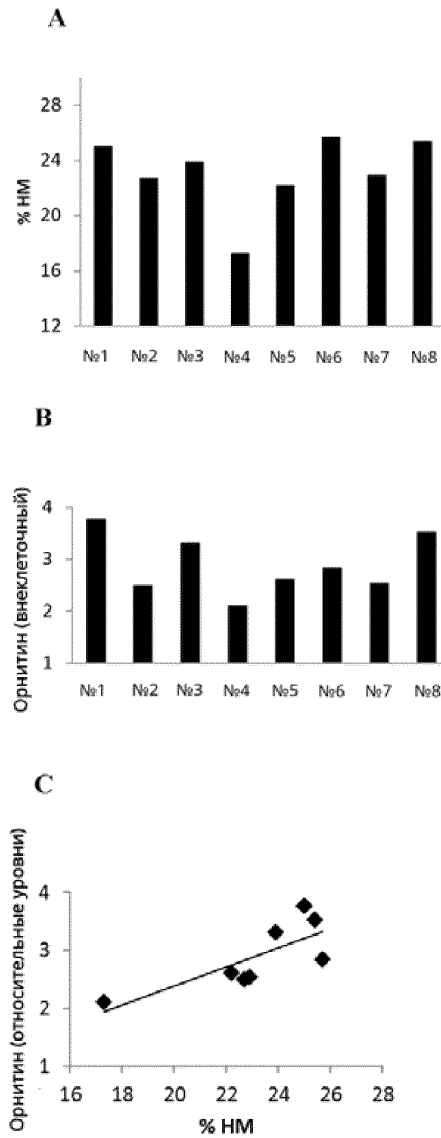 A
% НМ
28
24
20
16
12
№1 №2 №3 №4 №5 №6 №7 №8
B
Орнитин (внеклеточный)
4
3
2
1
№1 №2 №3 №4 №5 №6 №7 №8
C
Орнитин (относительные уровни)
4
3
2
1
16 18 20 22 24 26 28
% НМ